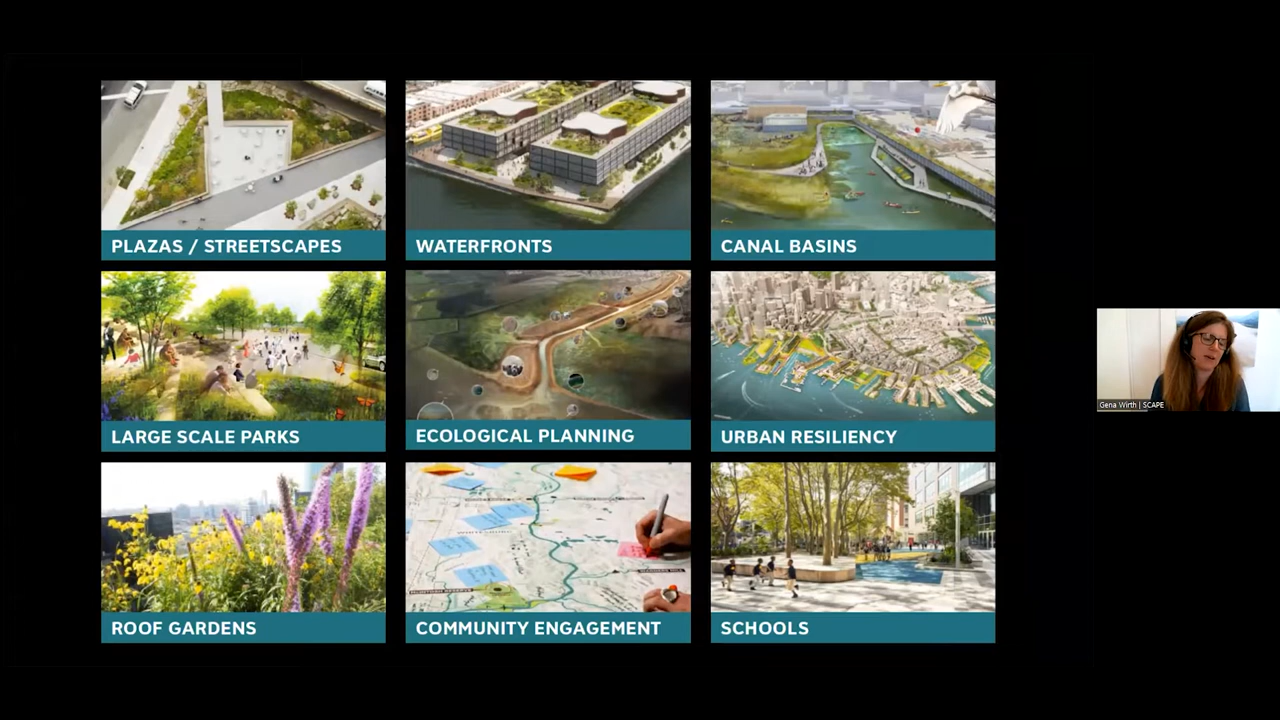 PLAZAS / STREETSCAPES
WATERFRONTS
CANAL BASINS
LARGE SCALE PARKS
ECOLOGICAL PLANNING
URBAN RESILIENCY
ROOF GARDENS
COMMUNITY ENGAGEMENT
SCHOOLS
Gena Wirth | SCAPE